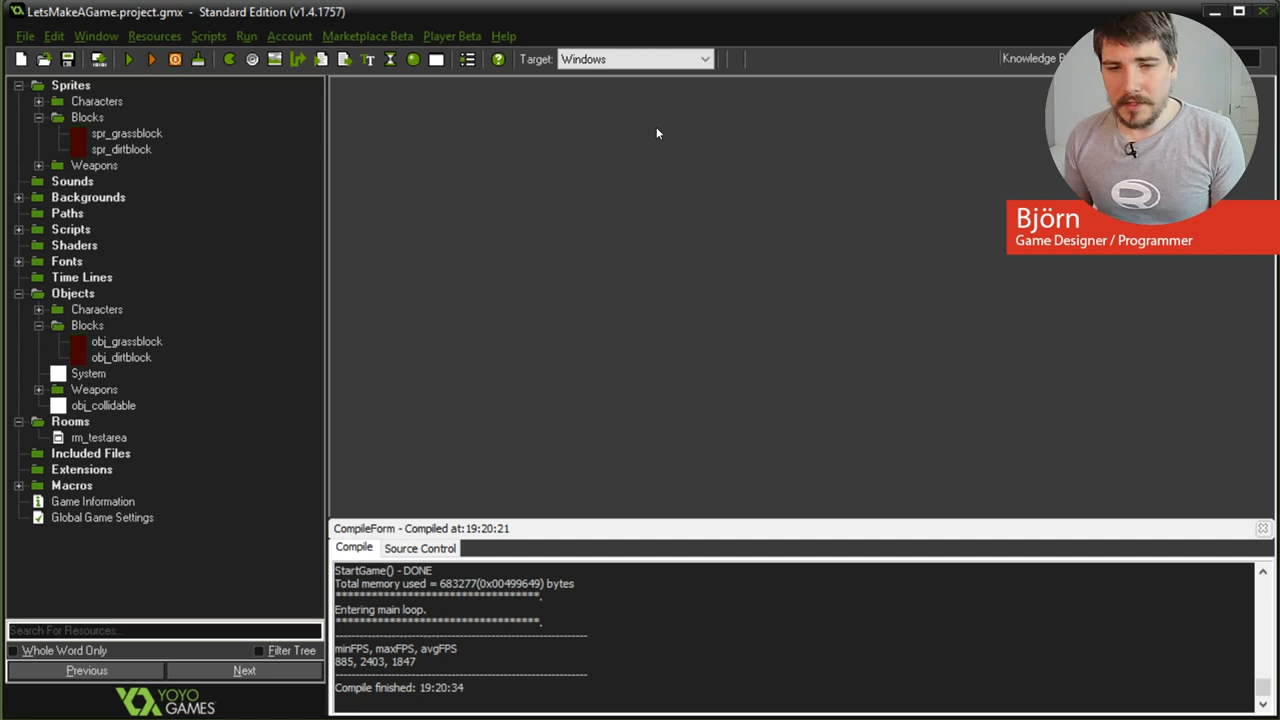 LetsMakeAGame.project.gmx - Standard Edition (v1.4.1757)
File Edit Window Resources Scripts Run Account Marketplace Beta Player Beta Help
Target: Windows
Knowledge
Sprites
Characters
Blocks
spr_grassblock
spr_dirtblock
Weapons
Sounds
Backgrounds
Paths
Scripts
Shaders
Fonts
Time Lines
Objects
Characters
Blocks
obj_grassblock
obj_dirtblock
System
Weapons
obj_collidable
Rooms
rm_testarea
Included Files
Extensions
Macros
Game Information
Global Game Settings
Search For Resources...
Whole Word Only Filter Tree
Previous Next
YOYO
GAMES™
Björn
Game Designer / Programmer
CompileForm - Compiled at:19:20:21
Compile Source Control
StartGame() - DONE
Total memory used = 683277(0x00499649) bytes
**********************************.
Entering main loop.
**********************************.
---------------------------------------------------------------
minFPS, maxFPS, avgFPS
885, 2403, 1847
---------------------------------------------------------------
Compile finished: 19:20:34